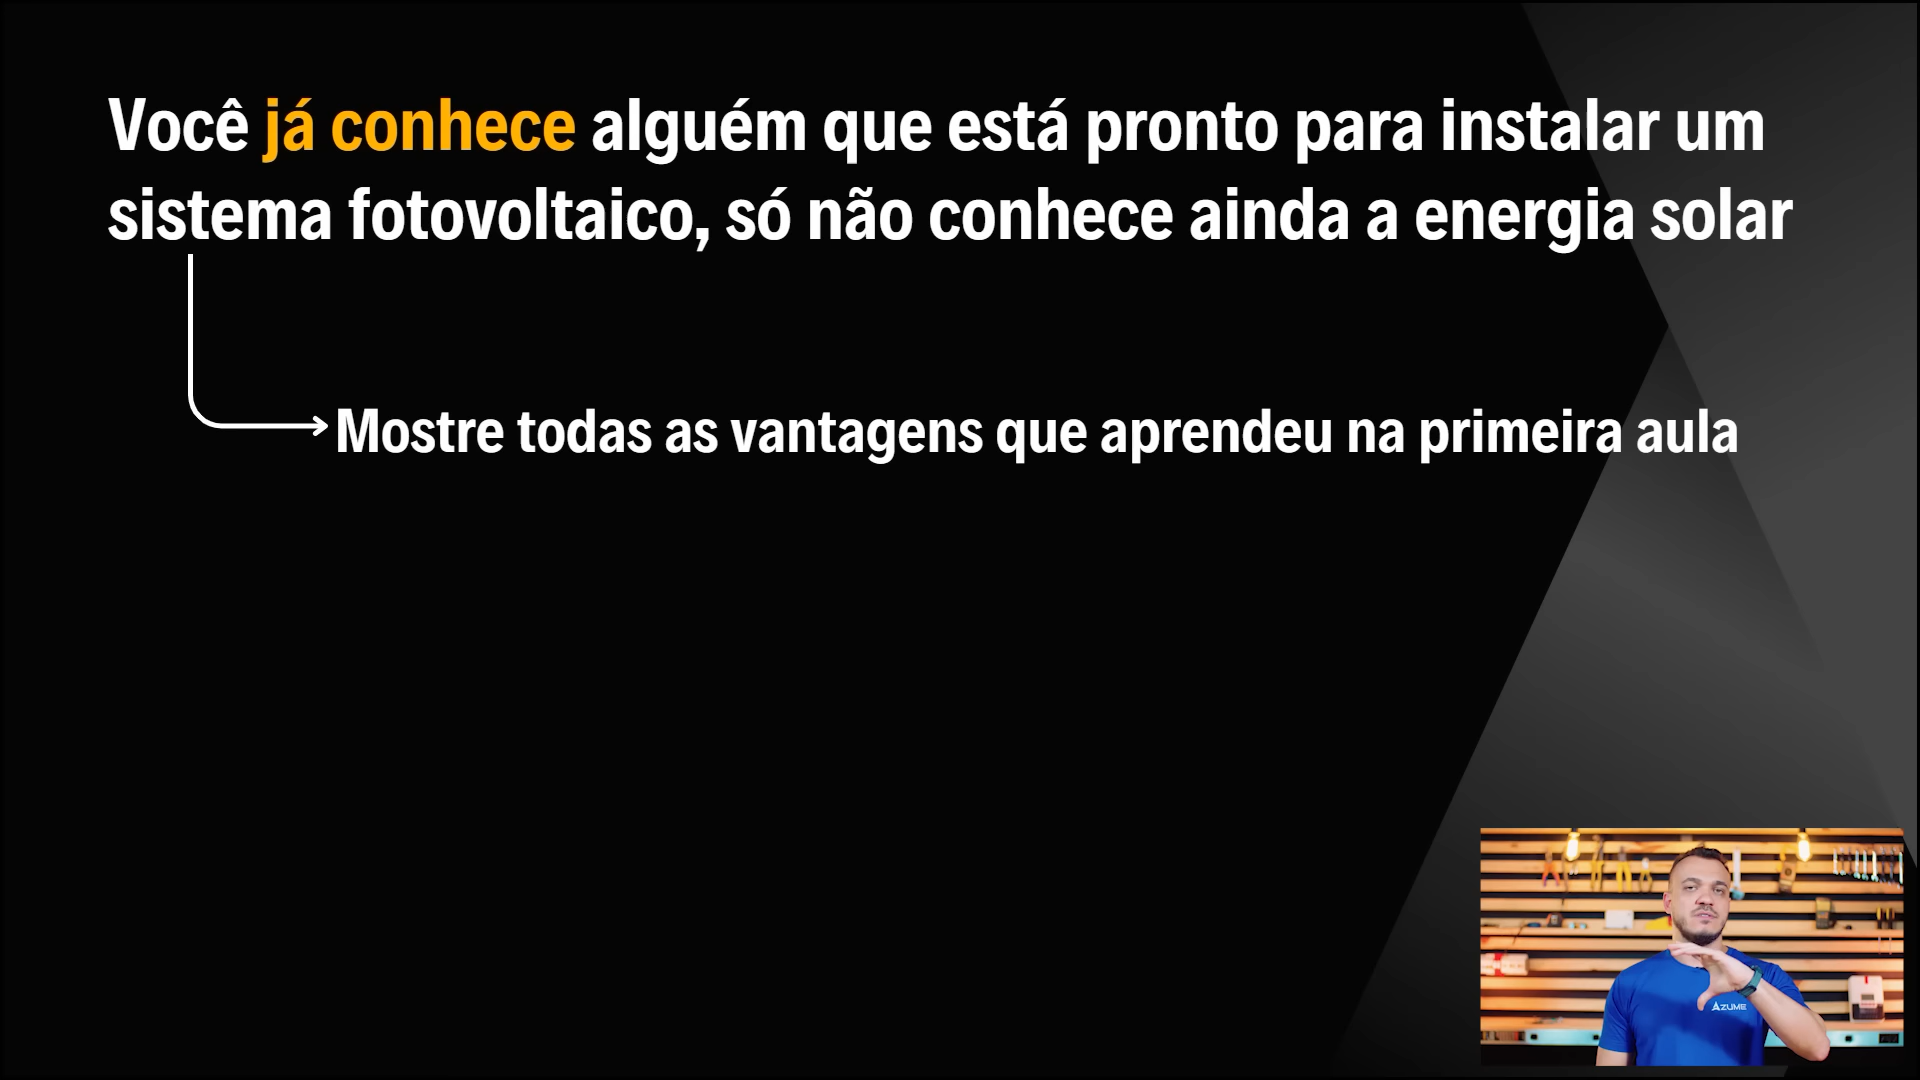 Você já conhece alguém que está pronto para instalar um
sistema fotovoltaico, só não conhece ainda a energia solar
Mostre todas as vantagens que aprendeu na primeira aula
AZUME